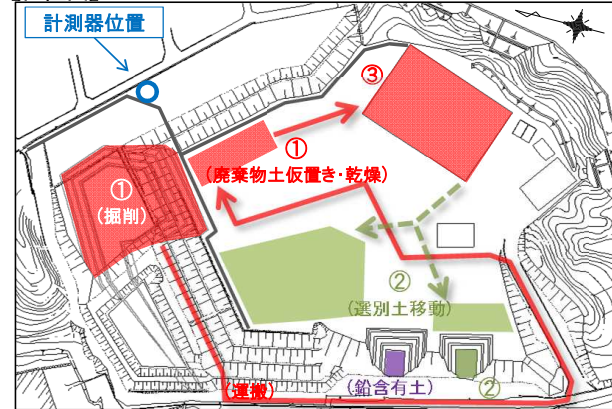 計測器位置
③
①
(廃棄物土仮置き・乾燥)
①
(掘削)
②
(選別土移動)
(運搬)
(鉛含有土)
②